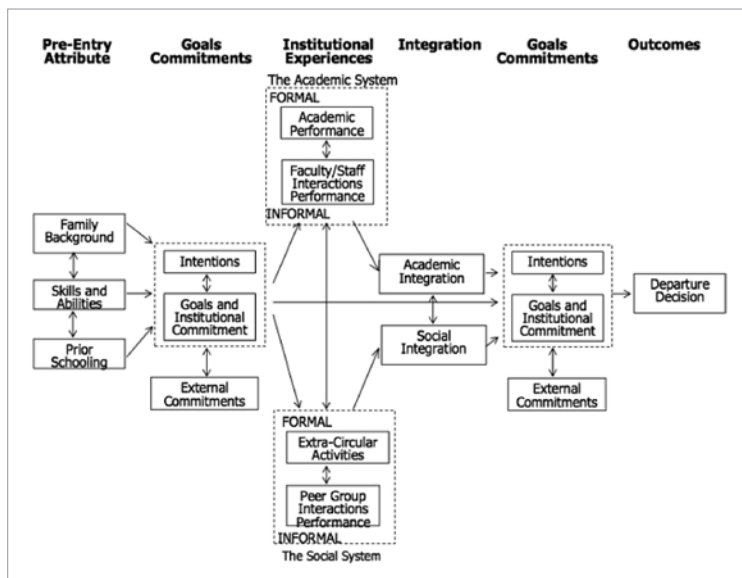 Pre-Entry
Attribute
Goals
Commitments
Institutional
Experiences
Integration
Goals
Commitments
Outcomes
The Academic System
FORMAL
Academic
Performance
Faculty/Staff
Interactions
Performance
INFORMAL
Family
Background
Skills and
Abilities
Prior
Schooling
Intentions
Goals and
Institutional
Commitment
External
Commitments
Academic
Integration
Social
Integration
Intentions
Goals and
Institutional
Commitment
External
Commitments
Departure
Decision
FORMAL
Extra-Circular
Activities
Peer Group
Interactions
Performance
INFORMAL
The Social System